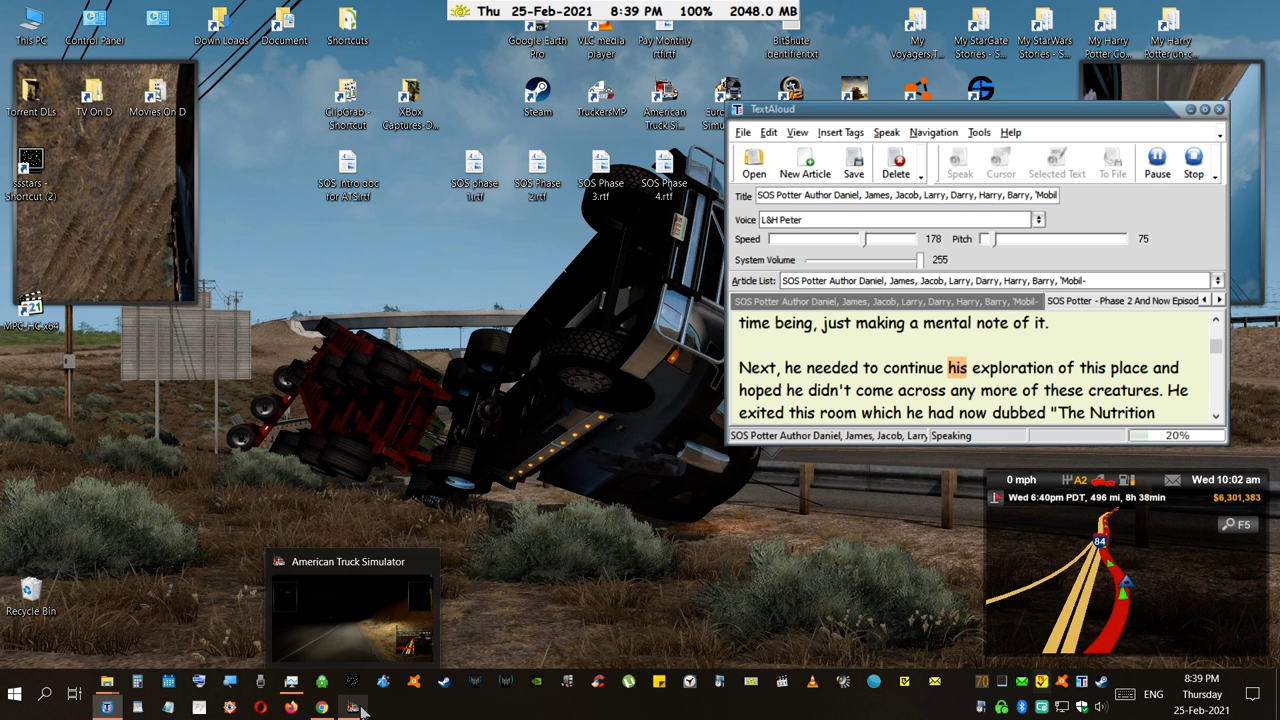 Thu 25-Feb-2021 8:39 PM 100% 2048.0 MB
This PC
Control Panel
Down Loads
Document
Shortcuts
Google Earth Pro
VLC media player
Pay Monthly rtf.rtf
BitShute identifier.txt
My Voyagers,T...
My StarGate Stories - S...
My StarWars Stories - S...
My Harry Potter Co...
My Harry Potter un-c...
Torrent DLs
TV On D
Movies On D
ClipGrab - Shortcut
XBox Captures-D...
Steam
TruckersMP
American Truck Si...
ssstars - Shortcut (2)
SOS intro.doc for ATS.rtf
SOS phase 1.rtf
SOS Phase 2.rtf
SOS Phase 3.rtf
SOS Phase 4.rtf
MPC-HC x64
Recycle Bin
TextAloud
File Edit View Insert Tags Speak Navigation Tools Help
Open New Article Save Delete Speak Cursor Selected Text To File Pause Stop
Title SOS Potter Author Daniel, James, Jacob, Larry, Darry, Harry, Barry, 'Mobil
Voice L&H Peter
Speed 178 Pitch 75
System Volume 255
Article List: SOS Potter Author Daniel, James, Jacob, Larry, Darry, Harry, Barry, 'Mobil-
SOS Potter Author Daniel, James, Jacob, Larry, Darry, Harry, Barry, 'Mobil- SOS Potter - Phase 2 And Now Episod
time being, just making a mental note of it.
Next, he needed to continue his exploration of this place and
hoped he didn't come across any more of these creatures. He
exited this room which he had now dubbed "The Nutrition
SOS Potter Author Daniel, James, Jacob, Larry Speaking 20%
0 mph A2 Wed 10:02 am
Wed 6:40pm PDT, 496 mi, 8h 38min $6,301,383
F5
84
American Truck Simulator
70
ENG
8:39 PM
Thursday
25-Feb-2021